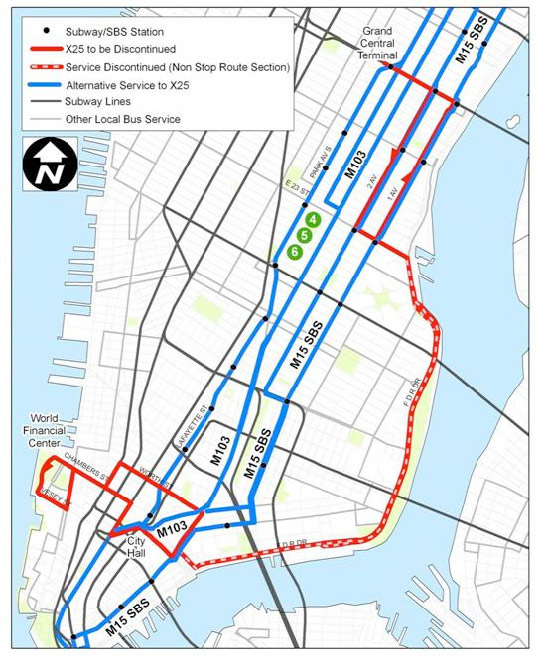 Subway/SBS Station
X25 to be Discontinued
Service Discontinued (Non Stop Route Section)
Alternative Service to X25
Subway Lines
Other Local Bus Service
N
Grand
Central
Terminal
M15 SBS
PARK AV S
M103
2 AV
1 AV
E 23 ST
4
5
6
M15 SBS
F D R DR
LAFAYETTE ST
M103
M15 SBS
World
Financial
Center
CHAMBERS ST
WORTH ST
VESEY ST
M103
City
Hall
F D R DR
M15 SBS